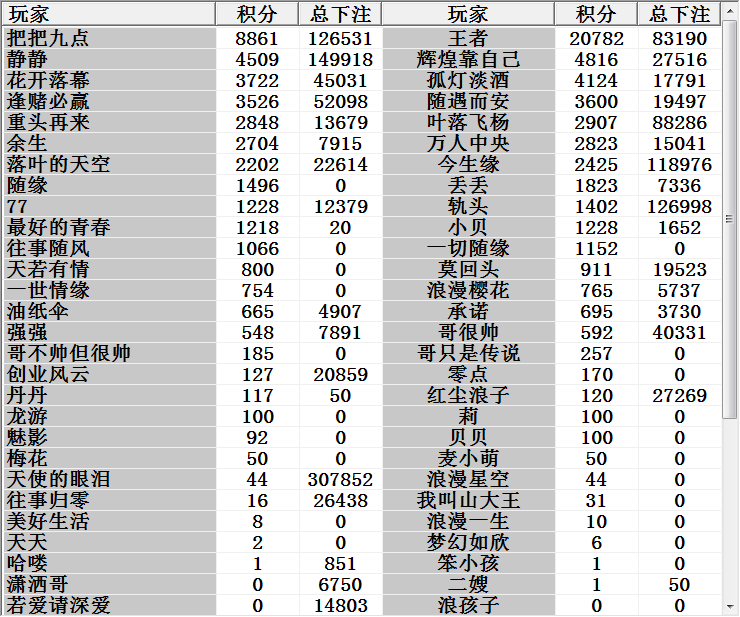 玩家 积分 总下注 玩家 积分 总下注
把把九点 8861 126531 王者 20782 83190
静静 4509 149918 辉煌靠自己 4816 27516
花开落幕 3722 45031 孤灯淡酒 4124 17791
逢赌必赢 3526 52098 随遇而安 3600 19497
重头再来 2848 13679 叶落飞杨 2907 88286
余生 2704 7915 万人中央 2823 15041
落叶的天空 2202 22614 今生缘 2425 118976
随缘 1496 0 丢丢 1823 7336
77 1228 12379 轨头 1402 126998
最好的青春 1218 20 小贝 1228 1652
往事随风 1066 0 一切随缘 1152 0
天若有情 800 0 莫回头 911 19523
一世情缘 754 0 浪漫樱花 765 5737
油纸伞 665 4907 承诺 695 3730
强强 548 7891 哥很帅 592 40331
哥不帅但很帅 185 0 哥只是传说 257 0
创业风云 127 20859 零点 170 0
丹丹 117 50 红尘浪子 120 27269
龙游 100 0 莉 100 0
魅影 92 0 贝贝 100 0
梅花 50 0 麦小萌 50 0
天使的眼泪 44 307852 浪漫星空 44 0
往事归零 16 26438 我叫山大王 31 0
美好生活 8 0 浪漫一生 10 0
天天 2 0 梦幻如欣 6 0
哈喽 1 851 笨小孩 1 0
潇洒哥 0 6750 二嫂 1 50
若爱请深爱 0 14803 浪孩子 0 0